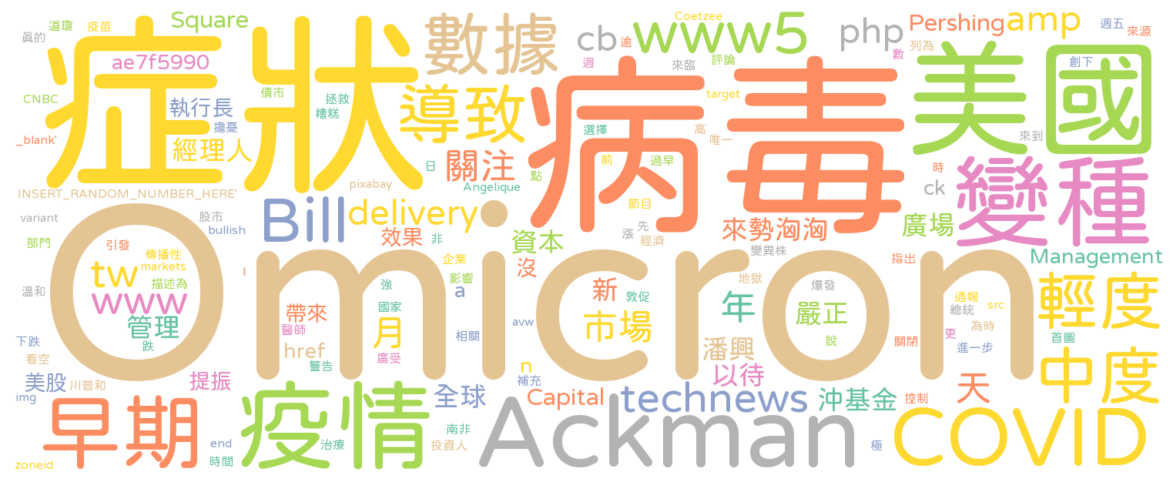 眞的 道瓊 疫苗 Square
症狀
ae7f5990
CNBC
_blank'
執行長
擔憂
債市
拯救
糟糕
經理人
INSERT_RANDOM_NUMBER_HERE'
數據
導致
關注
cb
逾
週
www5
Coetzee
評論
來臨
php
Pershing
amp
週五
來源
列為
數
美國
創下
病毒
target
選擇
高
唯一
前
過早
點
日
Angelique
pixabay
來到
時
ck
變種
variant
部門
溫和
股市
bullish
Bill
delivery
效果
非
資本
沒
節目
漲
先
經濟
來勢洶洶
變異株
廣場
指出
Management
Omicron
引發
傳播性
markets
tw
描述為
www
管理
跌
l
帶來
醫師
href
警告
強
國家
月
廣受
企業
影響
a
相關
avw
n
補充
新
敦促
市場
地獄
年
爆發
嚴正
說
潘興
以待
通報
總統
src
為時
更
進一步
關閉
輕度
首圖
中度
下跌
看空
美股
川普和
img
提振
早期
end
時間
zoneid
疫情
治療
全球
南非
投資人
Capital
Ackman
technews
沖基金
控制
極
天
COVID